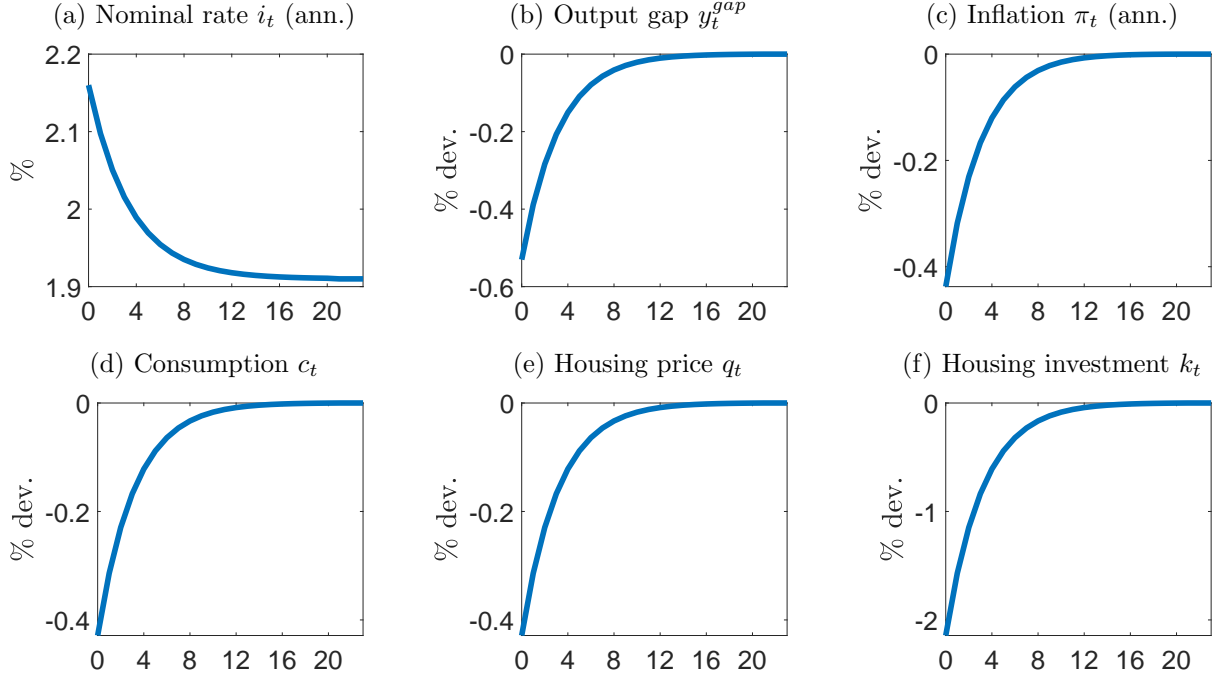 (a) Nominal rate i_t (ann.)
2.2
2.1
2
1.9
%
0 4 8 12 16 20
(b) Output gap y_t^{gap}
0
-0.2
-0.4
-0.6
% dev.
0 4 8 12 16 20
(c) Inflation π_t (ann.)
0
-0.2
-0.4
% dev.
0 4 8 12 16 20
(d) Consumption c_t
0
-0.2
-0.4
% dev.
0 4 8 12 16 20
(e) Housing price q_t
0
-0.2
-0.4
% dev.
0 4 8 12 16 20
(f) Housing investment k_t
0
-1
-2
% dev.
0 4 8 12 16 20